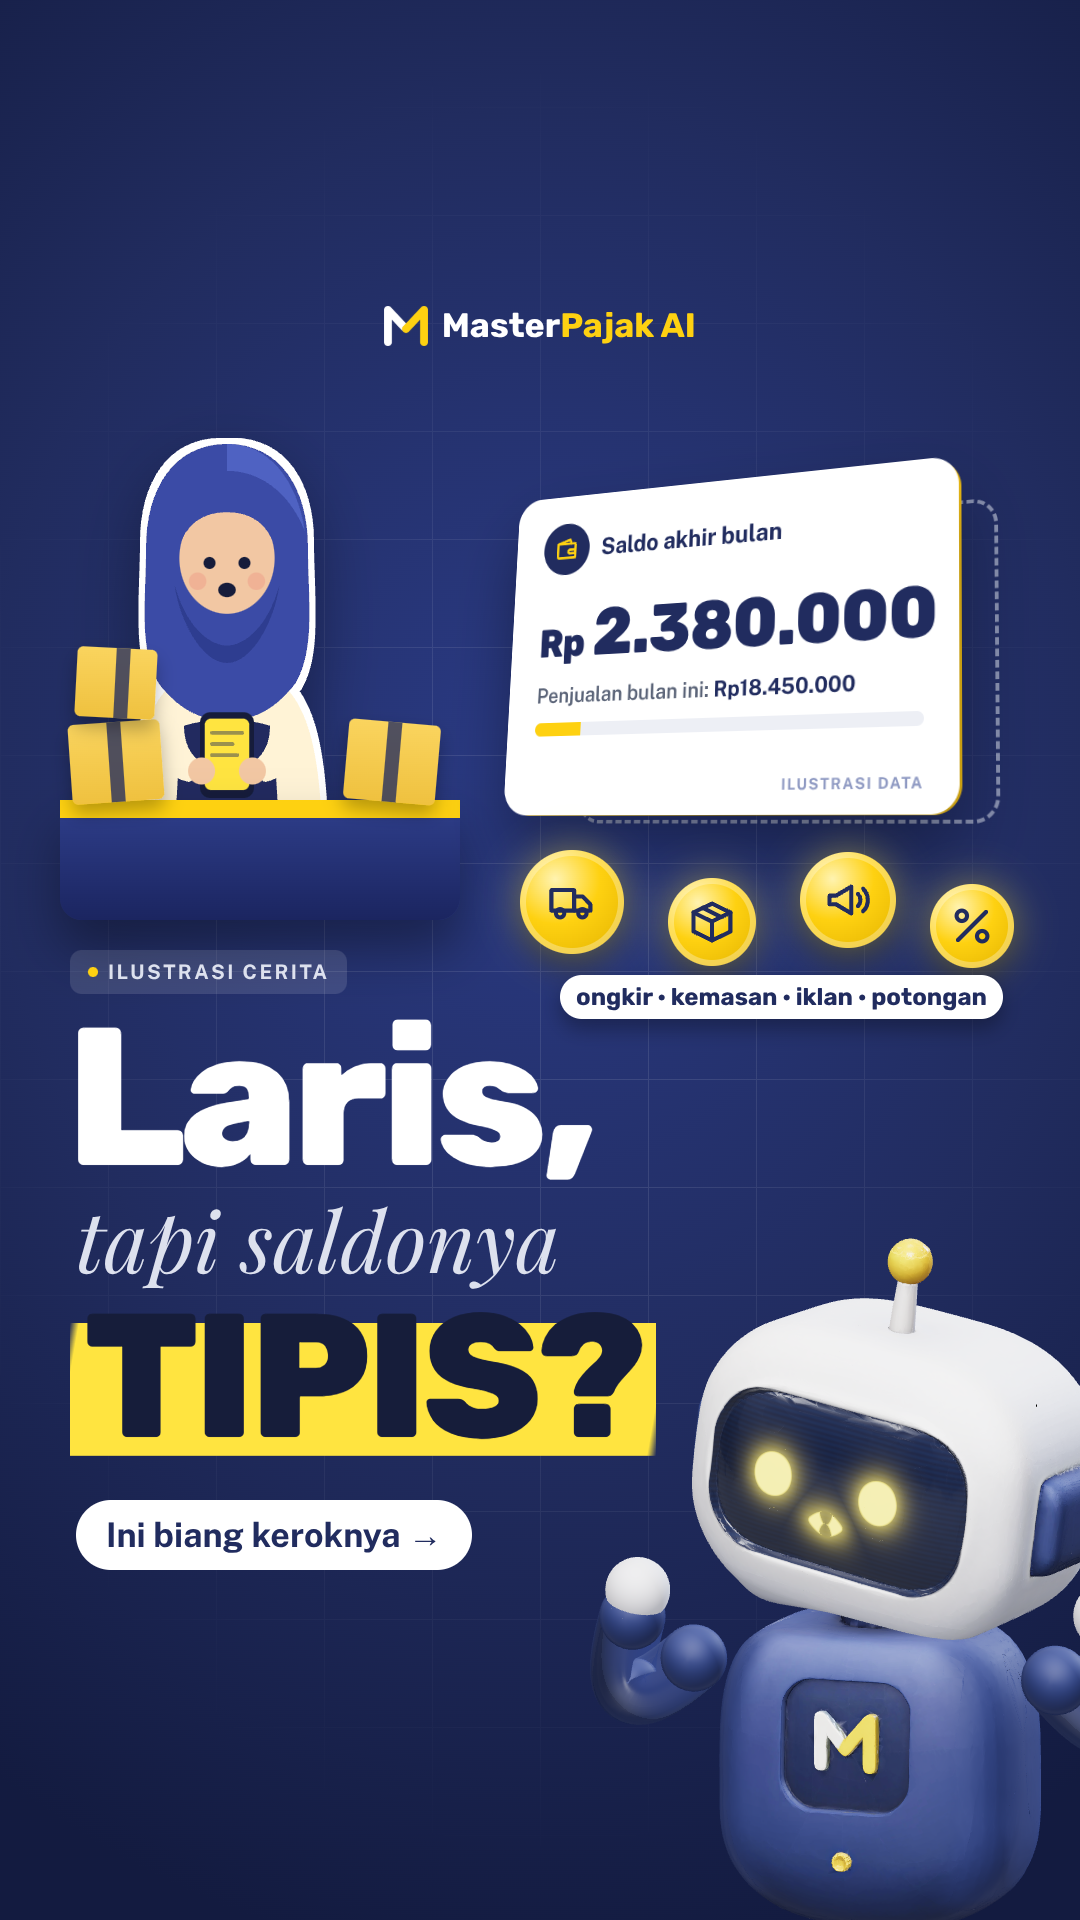 MasterPajak AI
Saldo akhir bulan
Rp 2.380.000
Penjualan bulan ini: Rp18.450.000
ILUSTRASI DATA
ongkir • kemasan • iklan • potongan
ILUSTRASI CERITA
Laris,
tapi saldonya
TIPIS?
Ini biang keroknya →
M